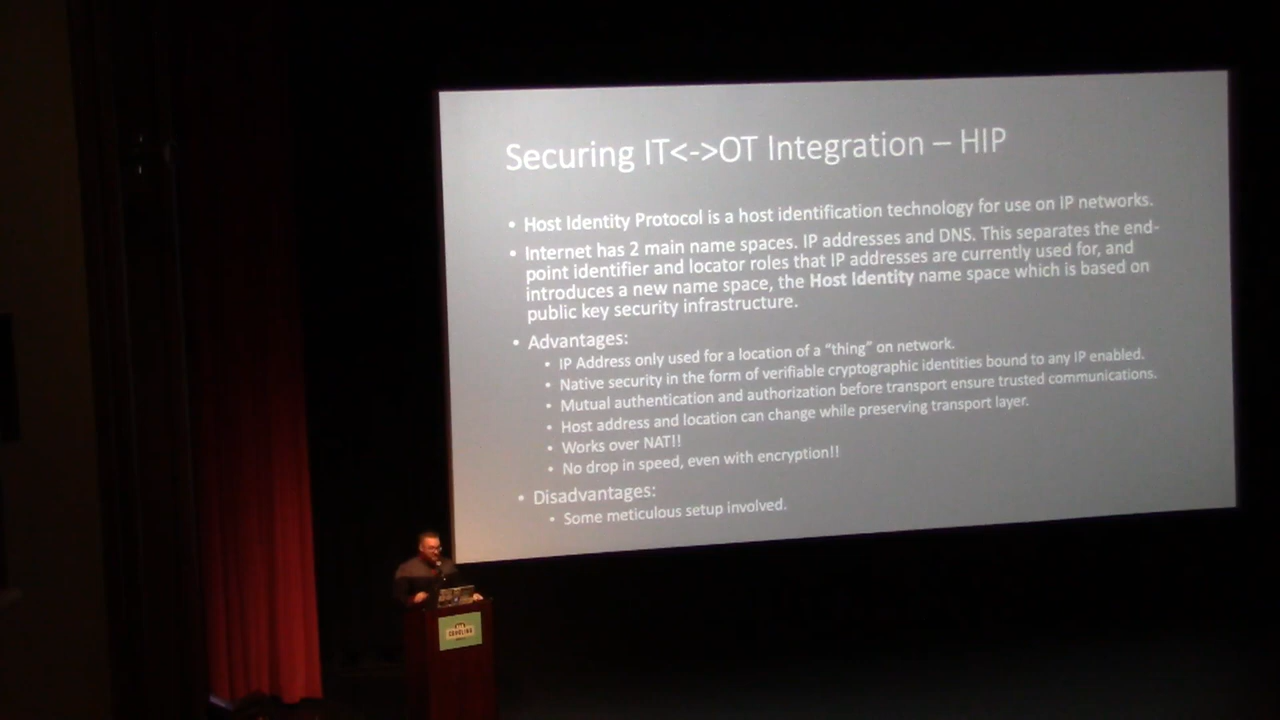 Securing IT<->OT Integration – HIP
• Host Identity Protocol is a host identification technology for use on IP networks.
• Internet has 2 main name spaces. IP addresses and DNS. This separates the end-
point identifier and locator roles that IP addresses are currently used for, and
introduces a new name space, the Host Identity name space which is based on
public key security infrastructure.
• Advantages:
• IP Address only used for a location of a “thing” on network.
• Native security in the form of verifiable cryptographic identities bound to any IP enabled.
• Mutual authentication and authorization before transport ensure trusted communications.
• Host address and location can change while preserving transport layer.
• Works over NAT!!
• No drop in speed, even with encryption!!
• Disadvantages:
• Some meticulous setup involved.
CAROLINA